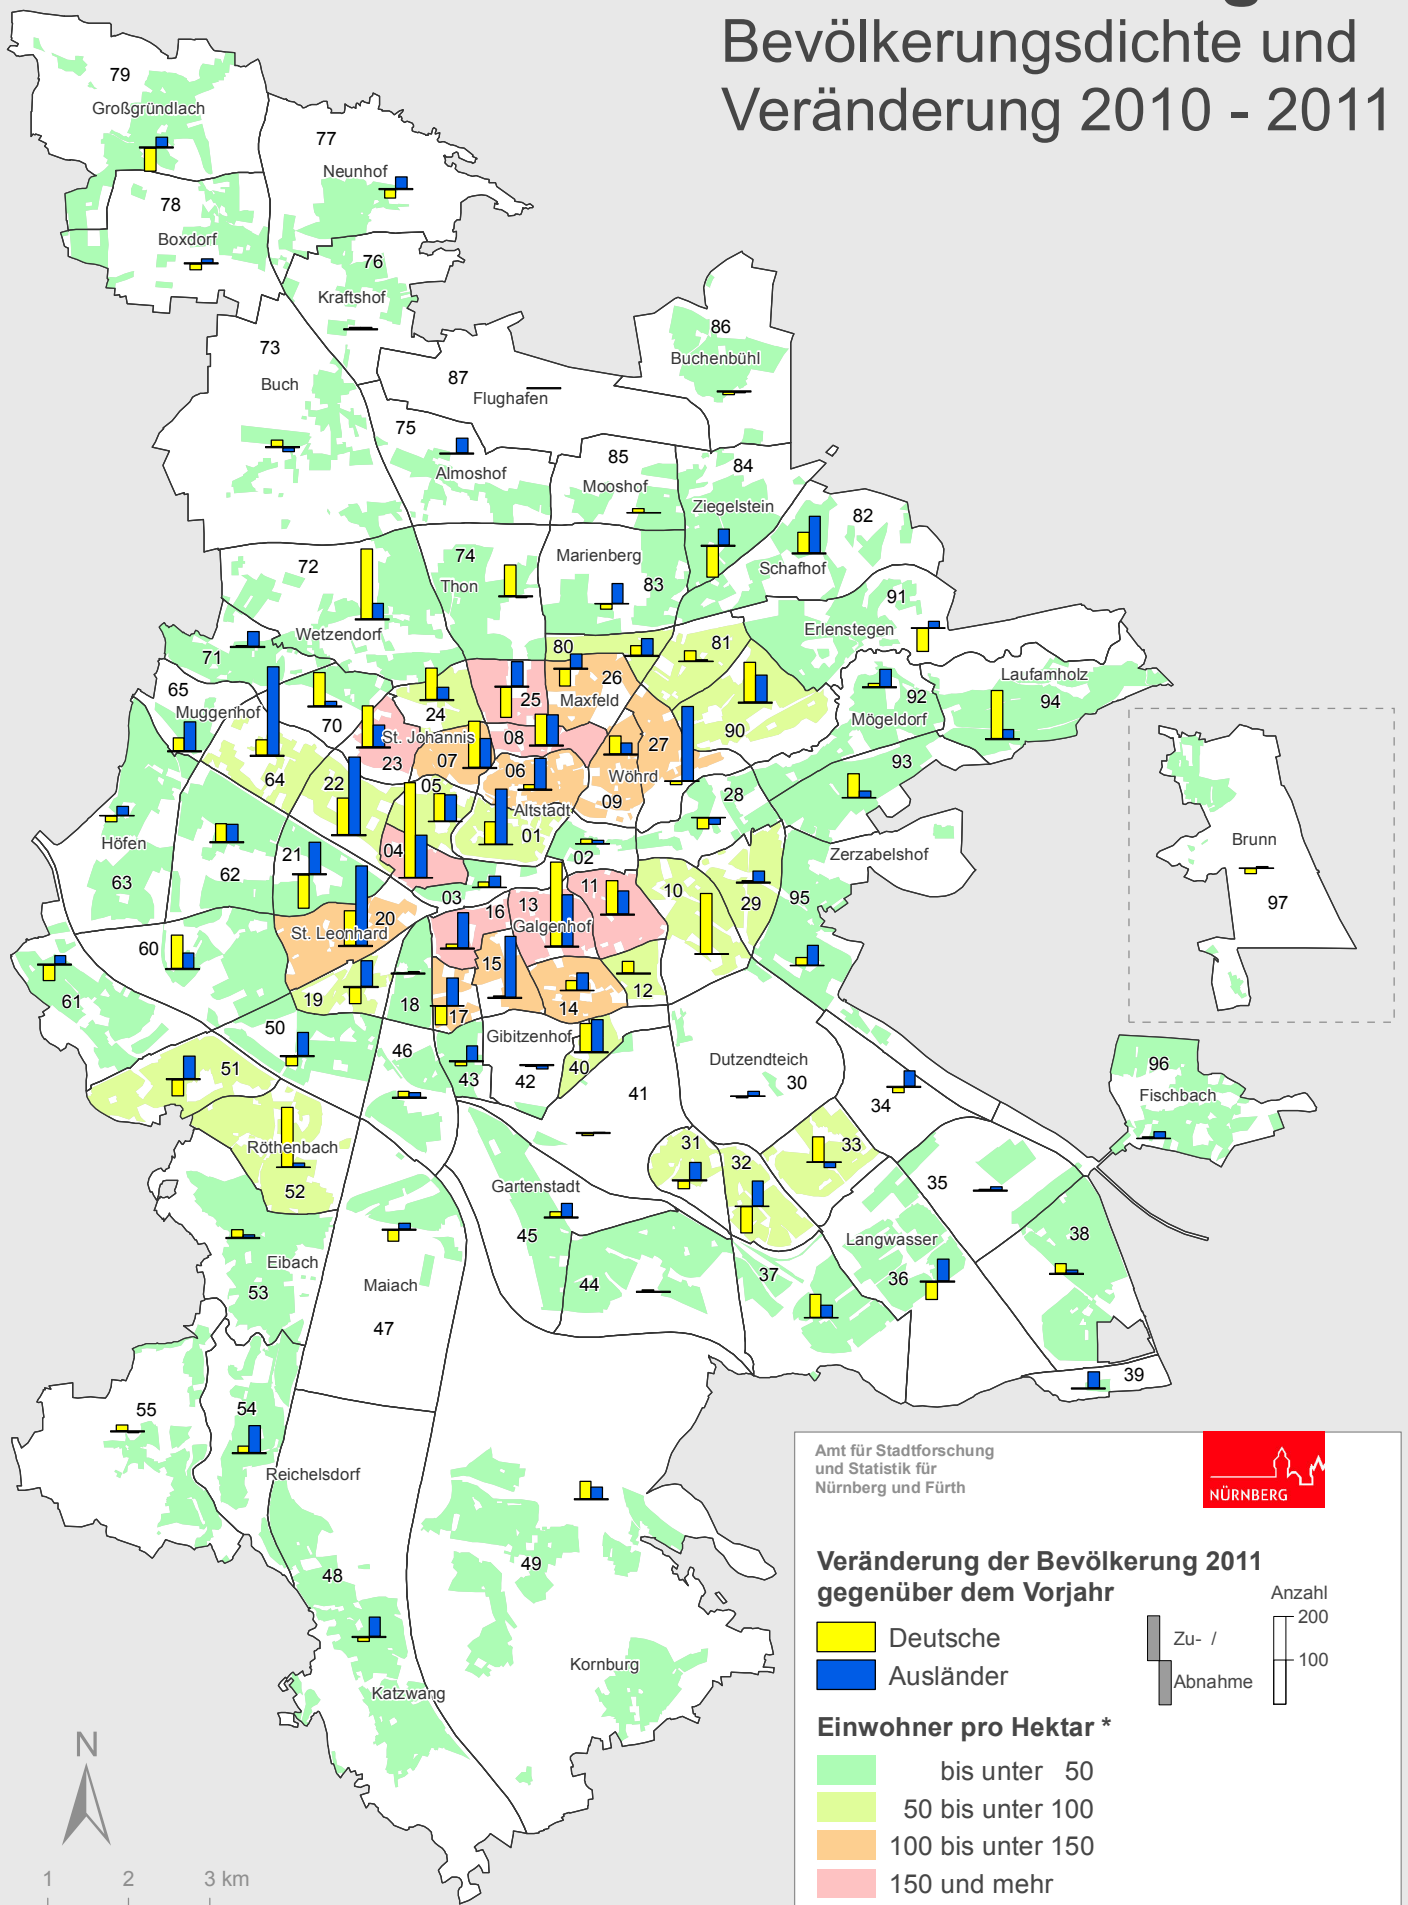 Bevölkerungsdichte und
Veränderung 2010 - 2011
79
Großgründlach
77
Neunhof
78
Boxdorf
76
Kraftshof
86
Buchenbühl
73
Buch
87
Flughafen
75
Almoshof
85
Mooshof
84
Ziegelstein
82
Schafhof
72
Wetzendorf
74
Thon
Marienberg
83
91
Erlenstegen
71
80
81
65
Muggenhof
70
24
25
26
Maxfeld
92
Mögeldorf
Laufamholz
94
St. Johannis
23
07
08
27
90
93
64
22
05
06
Altstadt
01
Wöhrd
09
28
Brunn
97
Höfen
63
62
21
04
02
Zerzabelshof
03
10
29
95
20
St. Leonhard
16
13
11
Galgenhof
60
15
61
19
18
17
14
12
50
51
46
43
Gibitzenhof
42
40
41
Dutzendteich
30
34
96
Fischbach
Röthenbach
52
31
32
33
35
Gartenstadt
45
Eibach
53
Maiach
47
44
37
Langwasser
36
38
39
55
54
Reichelsdorf
48
49
Katzwang
Kornburg
Amt für Stadtforschung
und Statistik für
Nürnberg und Fürth
NÜRNBERG
Veränderung der Bevölkerung 2011
gegenüber dem Vorjahr
Anzahl
Deutsche
Ausländer
Zu- /
Abnahme
200
100
Einwohner pro Hektar *
bis unter 50
50 bis unter 100
100 bis unter 150
150 und mehr
N
1 2 3 km